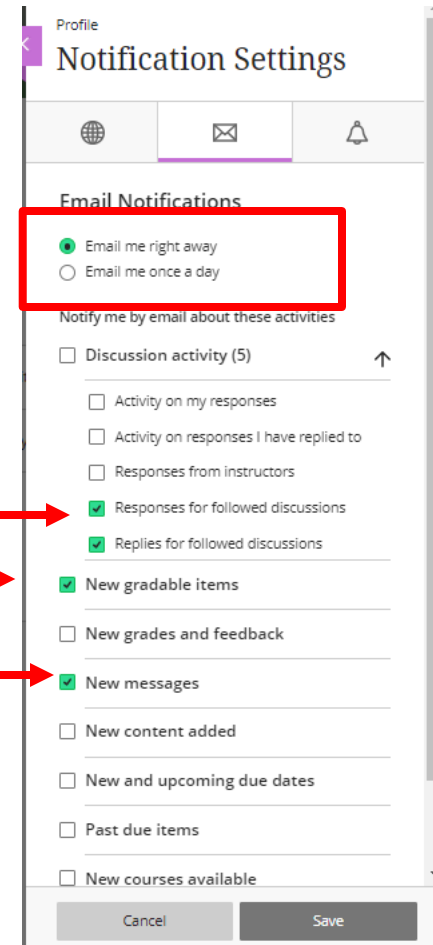 Profile
Notification Settings
Email Notifications
Email me right away
Email me once a day
Notify me by email about these activities
Discussion activity (5)
Activity on my responses
Activity on responses I have replied to
Responses from instructors
Responses for followed discussions
Replies for followed discussions
New gradable items
New grades and feedback
New messages
New content added
New and upcoming due dates
Past due items
New courses available
Cancel Save